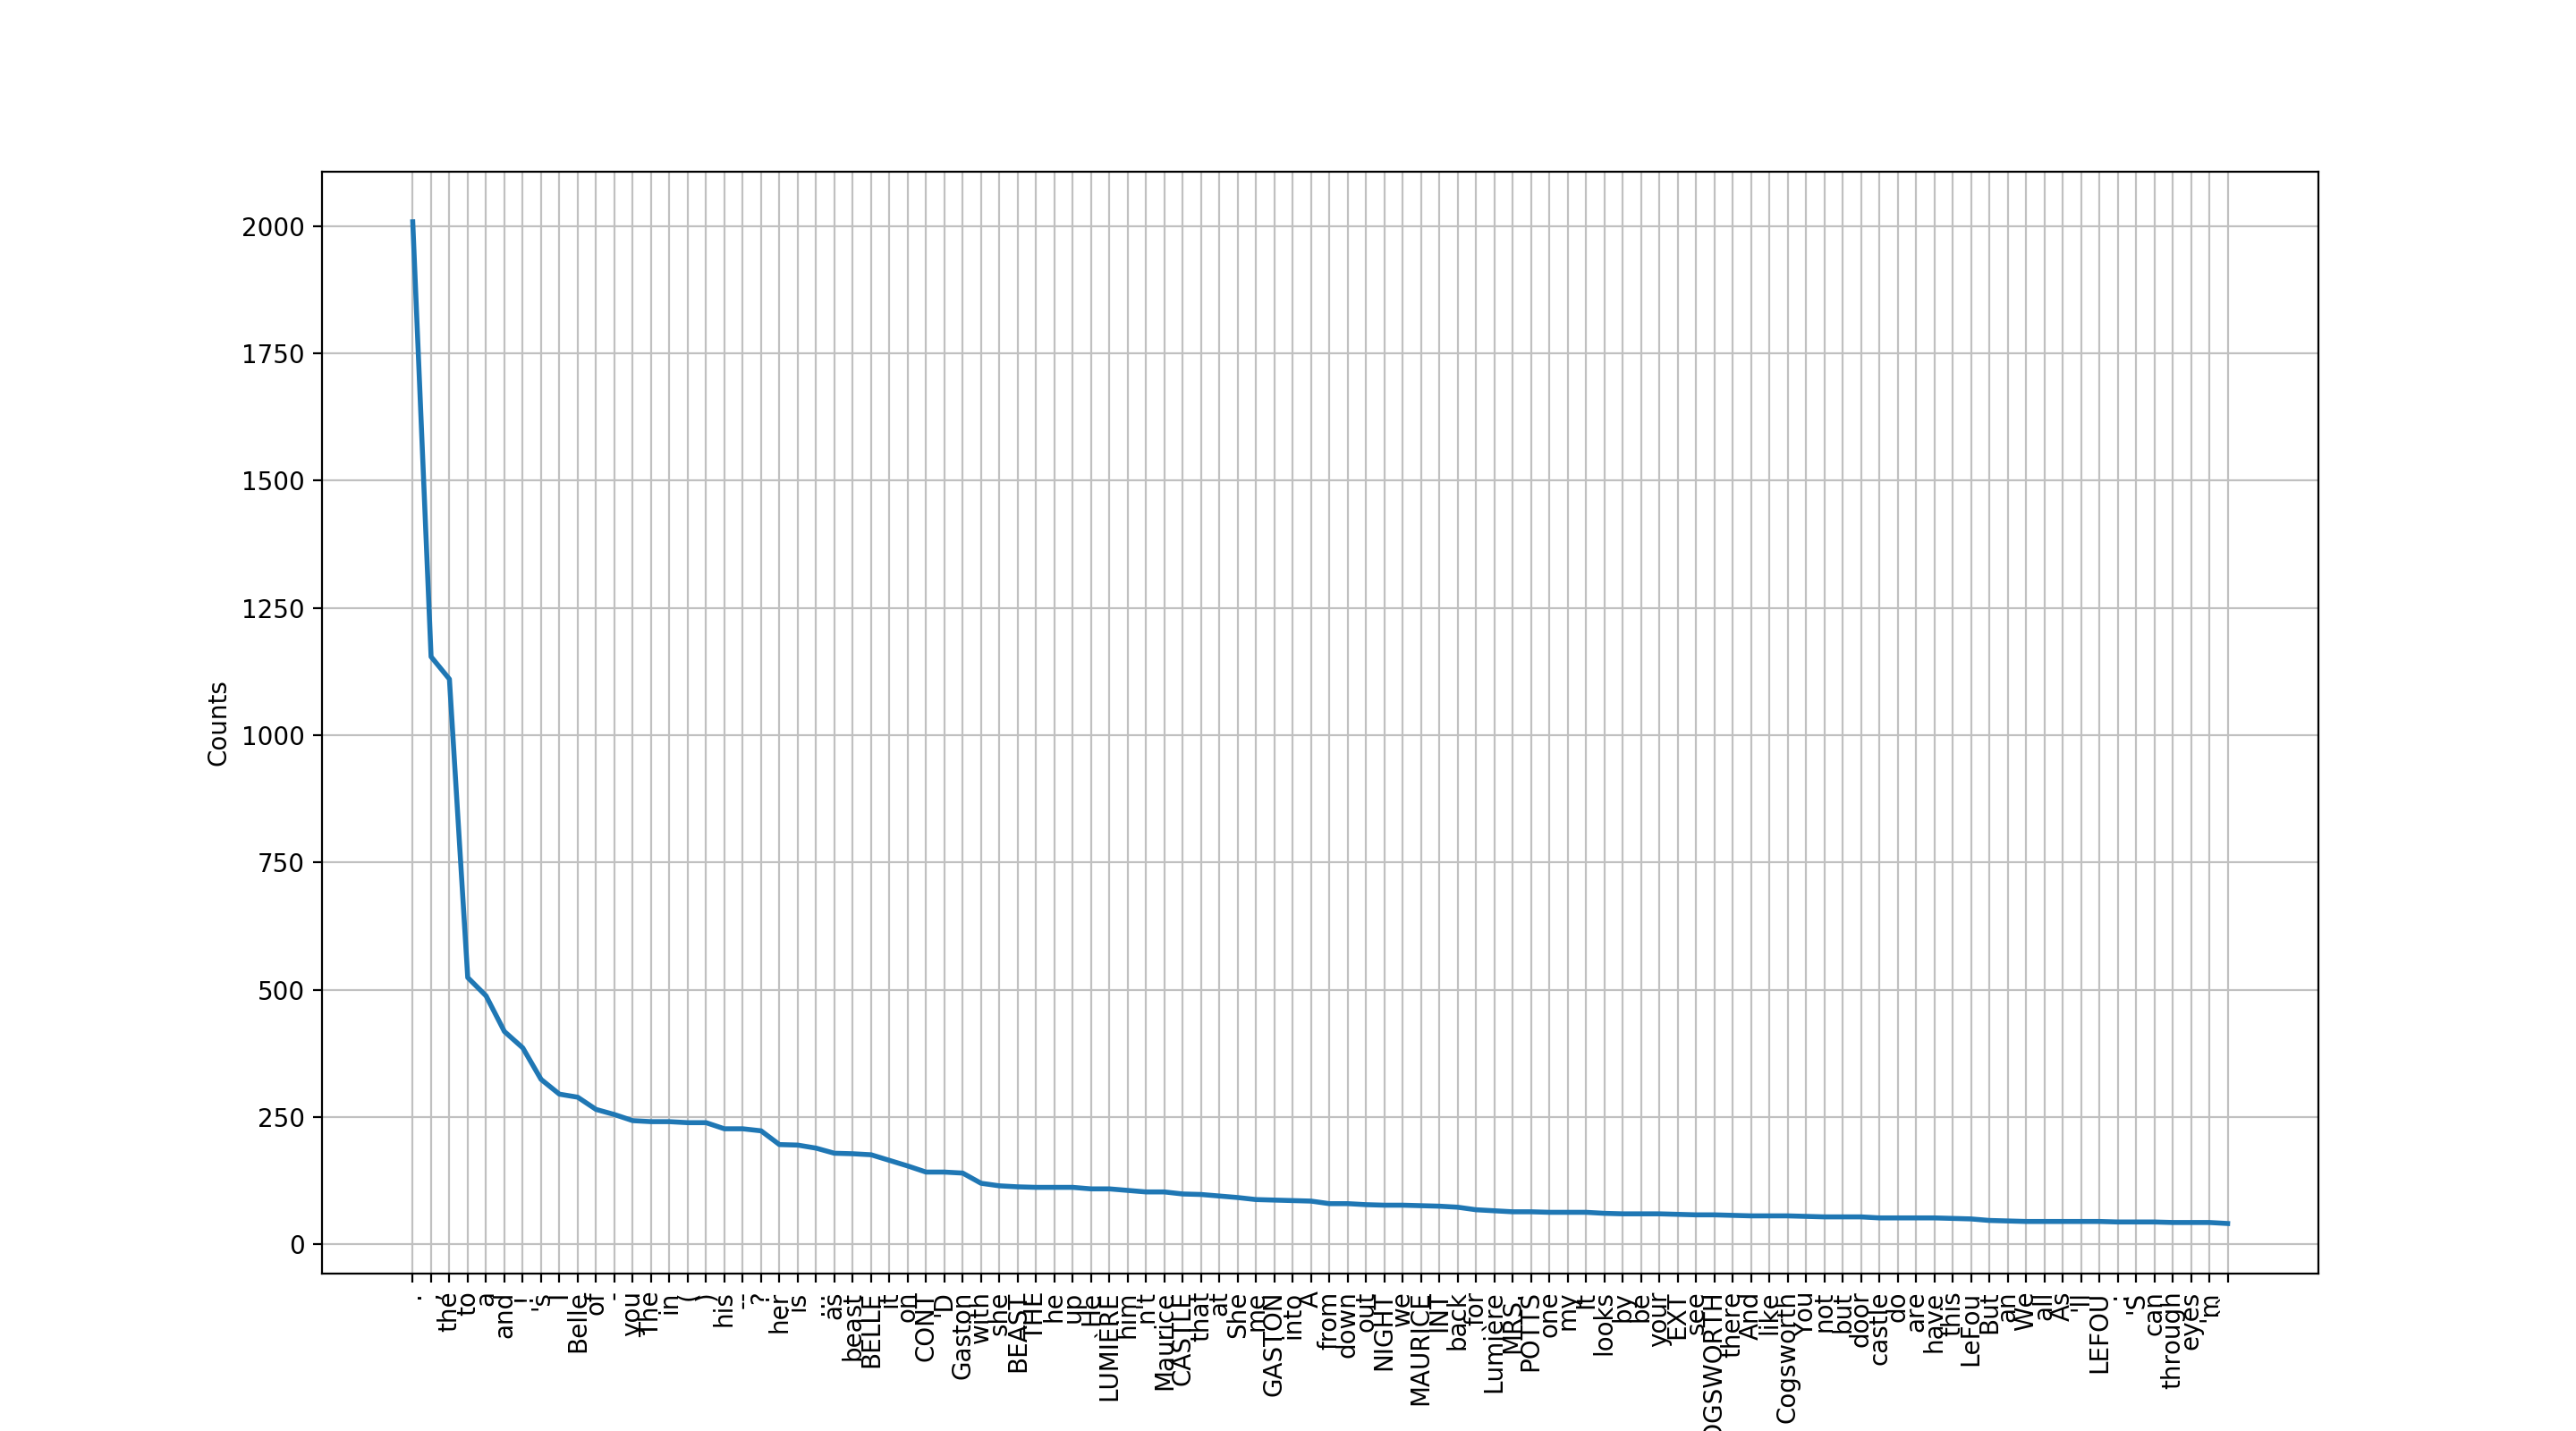 2000
1750
1500
1250
1000
750
500
250
0
Counts
.
,
the
to
a
and
!
's
I
Belle
of
-
you
The
in
(
)
his
--
?
her
is
...
as
beast
BELLE
it
on
CONT
'D
Gaston
with
she
BEAST
THE
he
up
He
LUMIÈRE
him
n't
Maurice
CASTLE
that
at
She
me
GASTON
into
A
from
down
out
NIGHT
we
MAURICE
INT
back
for
Lumière
MRS.
POTTS
one
my
It
looks
by
be
your
EXT
see
OGSWORTH
there
And
like
Cogsworth
You
not
but
door
castle
do
are
have
this
LeFou
But
an
We
all
As
'll
LEFOU
:
'S
can
through
eyes
'm